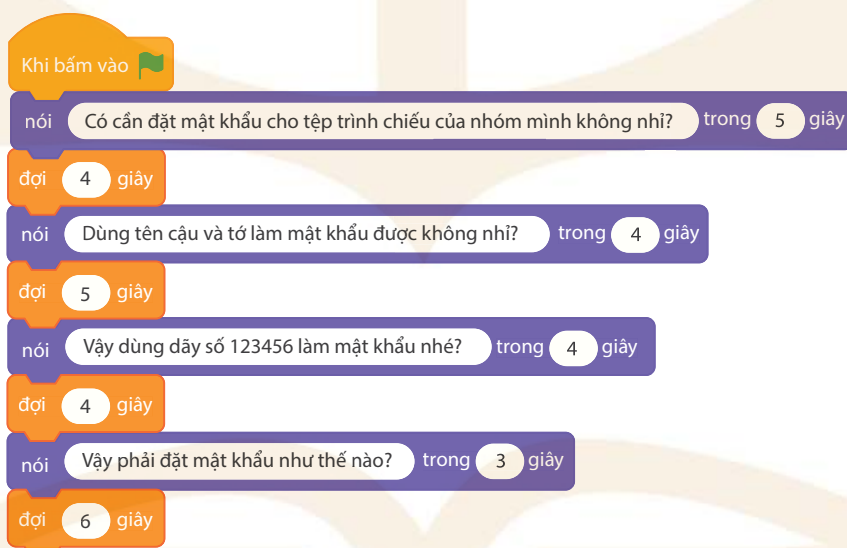 Khi bấm vào
nói Có cần đặt mật khẩu cho tệp trình chiếu của nhóm mình không nhỉ? trong 5 giây
đợi 4 giây
nói Dùng tên cậu và tớ làm mật khẩu được không nhỉ? trong 4 giây
đợi 5 giây
nói Vậy dùng dãy số 123456 làm mật khẩu nhé? trong 4 giây
đợi 4 giây
nói Vậy phải đặt mật khẩu như thế nào? trong 3 giây
đợi 6 giây